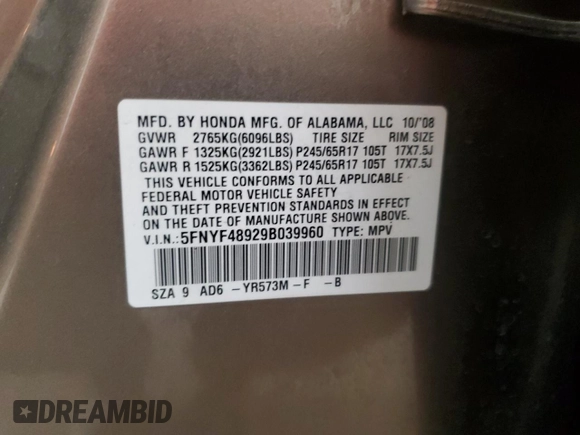 MFD. BY HONDA MFG. OF ALABAMA, LLC 10/'08
GVWR 2765KG(6096LBS) TIRE SIZE RIM SIZE
GAWR F 1325KG(2921LBS) P245/65R17 105T 17X7.5J
GAWR R 1525KG(3362LBS) P245/65R17 105T 17X7.5J
THIS VEHICLE CONFORMS TO ALL APPLICABLE
FEDERAL MOTOR VEHICLE SAFETY
AND THEFT PREVENTION STANDARDS IN EFFECT
ON THE DATE OF MANUFACTURE SHOWN ABOVE.
V.I.N.:5FNYF48929B039960 TYPE: MPV
SZA 9 AD6 -YR573M-F -B
DREAMBID